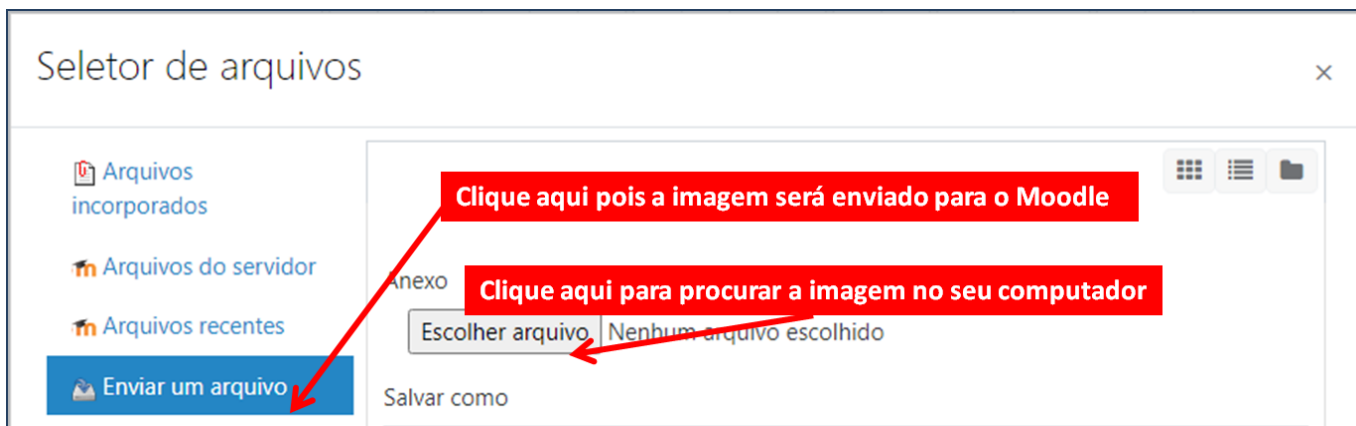 Seletor de arquivos
×
Arquivos
incorporados
Arquivos do servidor
Arquivos recentes
Enviar um arquivo
Clique aqui pois a imagem será enviado para o Moodle
Anexo
Clique aqui para procurar a imagem no seu computador
Escolher arquivo Nenhum arquivo escolhido
Salvar como